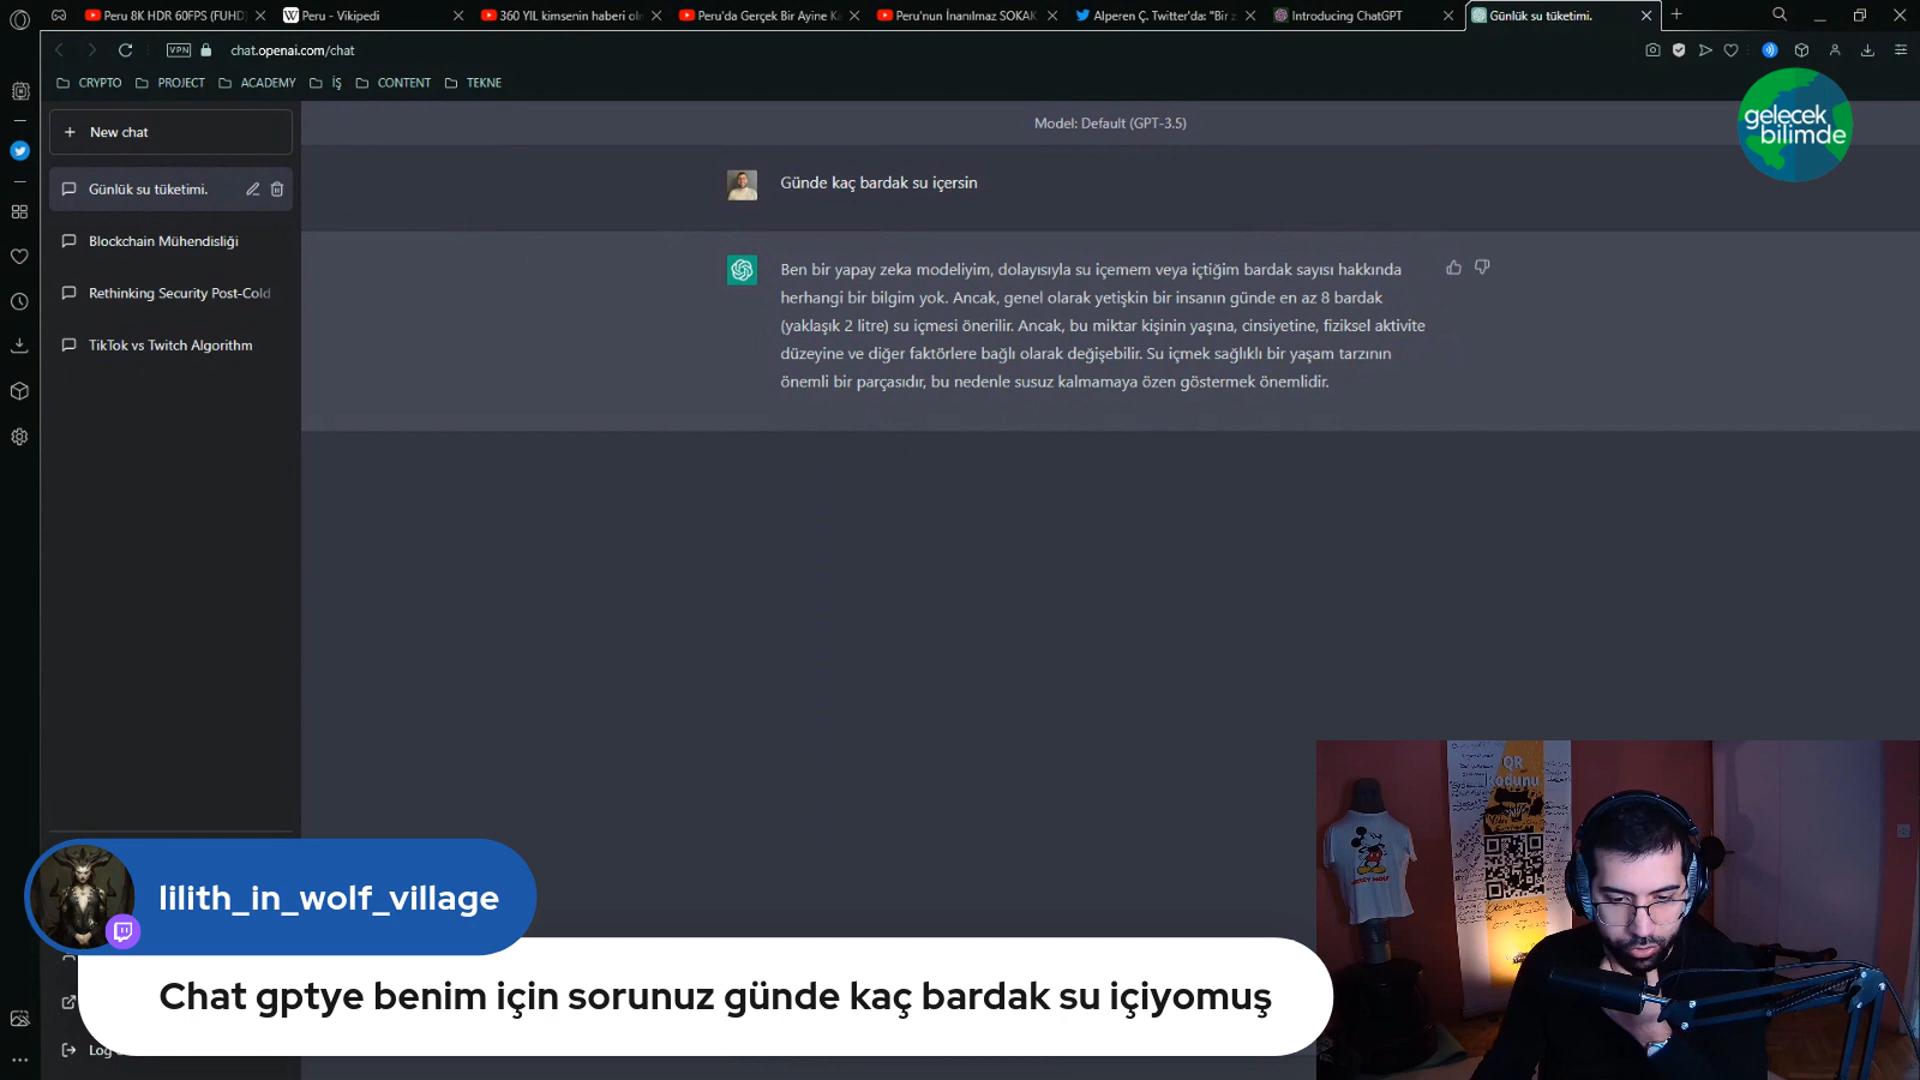 Peru 8K HDR 60FPS (FUHD)
Peru - Vikipedi
360 YIL kimsenin haberi olm
Peru'da Gerçek Bir Ayine Ka
Peru'nun İnanılmaz SOKAK
Alperen Ç. Twitter'da: "Bir z
Introducing ChatGPT
Günlük su tüketimi.
VPN
chat.openai.com/chat
CRYPTO
PROJECT
ACADEMY
İŞ
CONTENT
TEKNE
gelecek
bilimde
New chat
Günlük su tüketimi.
Blockchain Mühendisliği
Rethinking Security Post-Cold
TikTok vs Twitch Algorithm
Model: Default (GPT-3.5)
Günde kaç bardak su içersin
Ben bir yapay zeka modeliyim, dolayısıyla su içemem veya içtiğim bardak sayısı hakkında
herhangi bir bilgim yok. Ancak, genel olarak yetişkin bir insanın günde en az 8 bardak
(yaklaşık 2 litre) su içmesi önerilir. Ancak, bu miktar kişinin yaşına, cinsiyetine, fiziksel aktivite
düzeyine ve diğer faktörlere bağlı olarak değişebilir. Su içmek sağlıklı bir yaşam tarzının
önemli bir parçasıdır, bu nedenle susuz kalmamaya özen göstermek önemlidir.
QR
Kodunu
lilith_in_wolf_village
Chat gptye benim için sorunuz günde kaç bardak su içiyomuş
Log